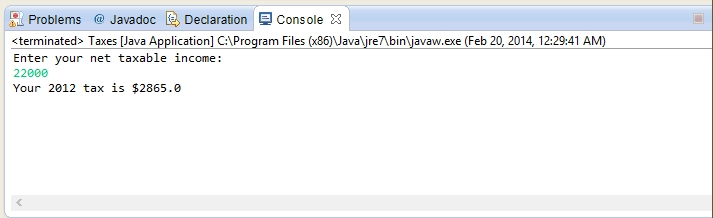 Problems @ Javadoc Declaration Console
<terminated> Taxes [Java Application] C:\Program Files (x86)\Java\jre7\bin\javaw.exe (Feb 20, 2014, 12:29:41 AM)
Enter your net taxable income:
22000
Your 2012 tax is $2865.0